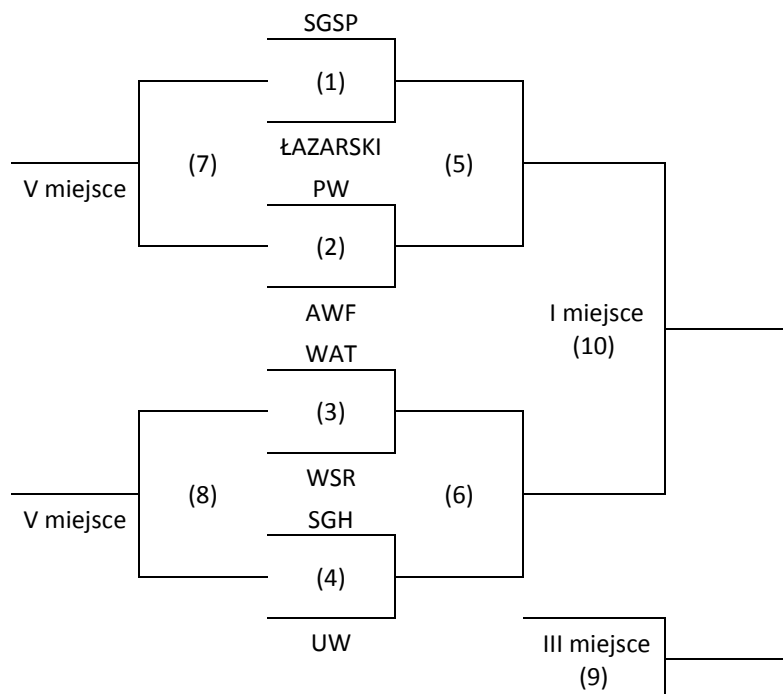 SGSP
(1)
ŁAZARSKI
(7)
(5)
V miejsce
PW
(2)
AWF
I miejsce
(10)
WAT
(3)
WSR
(8)
(6)
V miejsce
SGH
(4)
UW
III miejsce
(9)